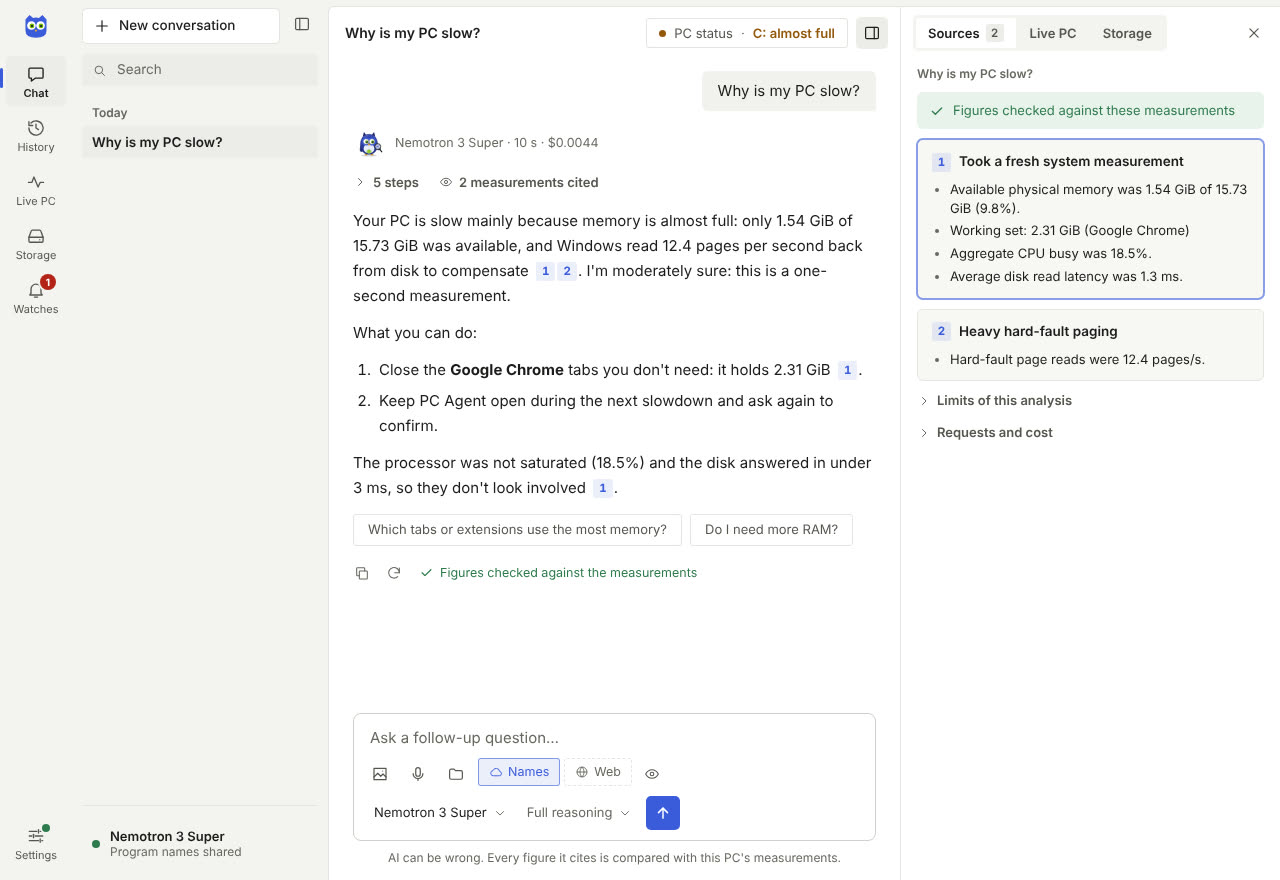 New conversation
Search
Today
Why is my PC slow?
Chat
History
Live PC
Storage
1
Watches
Settings
Nemotron 3 Super
Program names shared
Why is my PC slow?
PC status · C: almost full
Why is my PC slow?
Nemotron 3 Super · 10 s · $0.0044
5 steps 2 measurements cited
Your PC is slow mainly because memory is almost full: only 1.54 GiB of
15.73 GiB was available, and Windows read 12.4 pages per second back
from disk to compensate 1 2 . I'm moderately sure: this is a one-
second measurement.
What you can do:
1. Close the Google Chrome tabs you don't need: it holds 2.31 GiB 1 .
2. Keep PC Agent open during the next slowdown and ask again to
confirm.
The processor was not saturated (18.5%) and the disk answered in under
3 ms, so they don't look involved 1 .
Which tabs or extensions use the most memory? Do I need more RAM?
Figures checked against the measurements
Ask a follow-up question...
Names Web
Nemotron 3 Super Full reasoning
AI can be wrong. Every figure it cites is compared with this PC's measurements.
Sources 2 Live PC Storage
Why is my PC slow?
Figures checked against these measurements
1 Took a fresh system measurement
• Available physical memory was 1.54 GiB of 15.73
GiB (9.8%).
• Working set: 2.31 GiB (Google Chrome)
• Aggregate CPU busy was 18.5%.
• Average disk read latency was 1.3 ms.
2 Heavy hard-fault paging
• Hard-fault page reads were 12.4 pages/s.
Limits of this analysis
Requests and cost